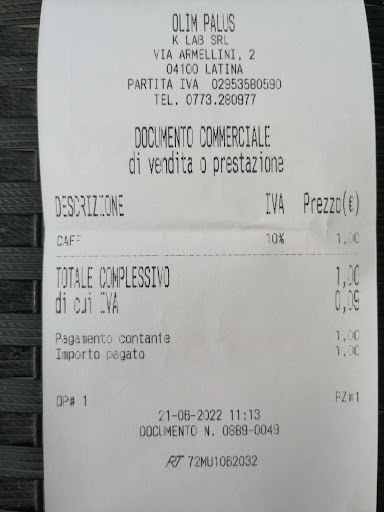 OLIM PALUS
K LAB SRL
VIA ARMELLINI, 2
04100 LATINA
PARTITA IVA 02953580590
TEL. 0773.280977
DOCUMENTO COMMERCIALE
di vendita o prestazione
DESCRIZIONE IVA Prezzo(€)
CAFF 10% 1,00
TOTALE COMPLESSIVO 1,00
di cui IVA 0,09
Pagamento contante 1,00
Importo pagato 1,00
OP# 1 PZ#1
21-06-2022 11:13
DOCUMENTO N. 0889-0049
RT 72MU1062032